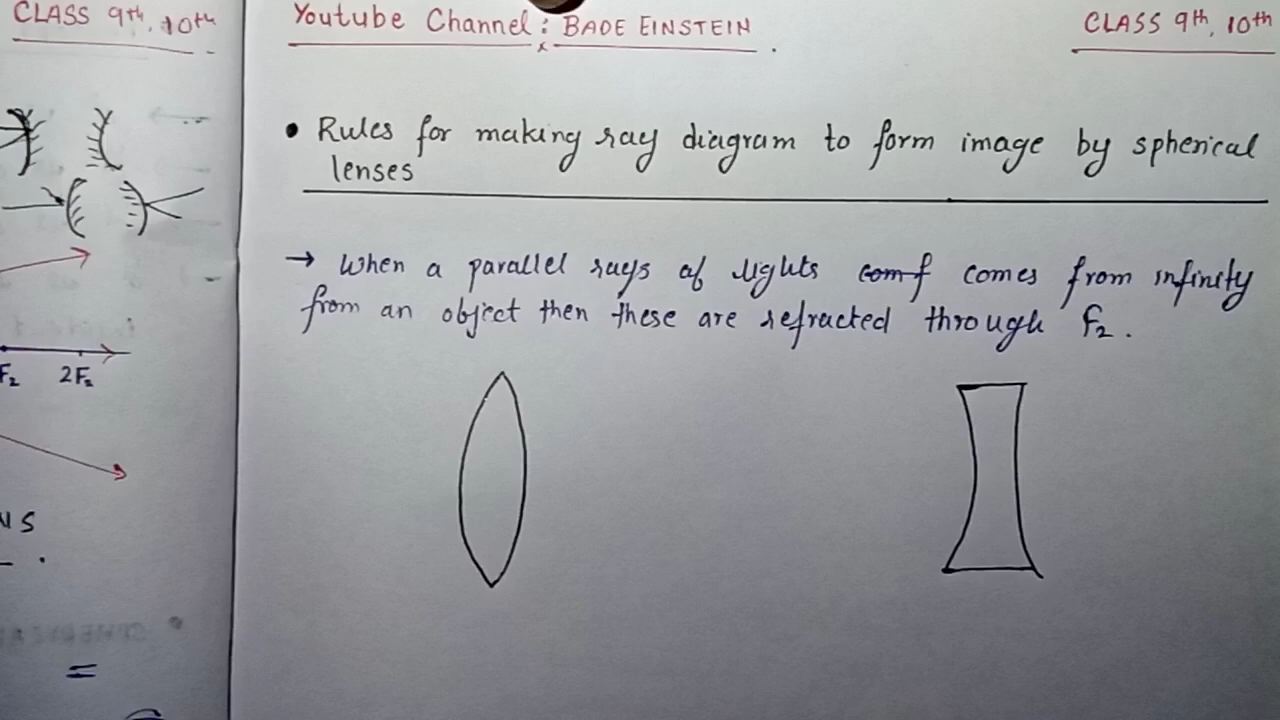 CLASS 9th, 10th
Youtube Channel: BADE EINSTEIN
CLASS 9th, 10th
• Rules for making ray diagram to form image by spherical
lenses
→ When a parallel rays of lights comf comes from infinity
from an object then these are refracted through F₂.
F₂ 2F₂
NS
=